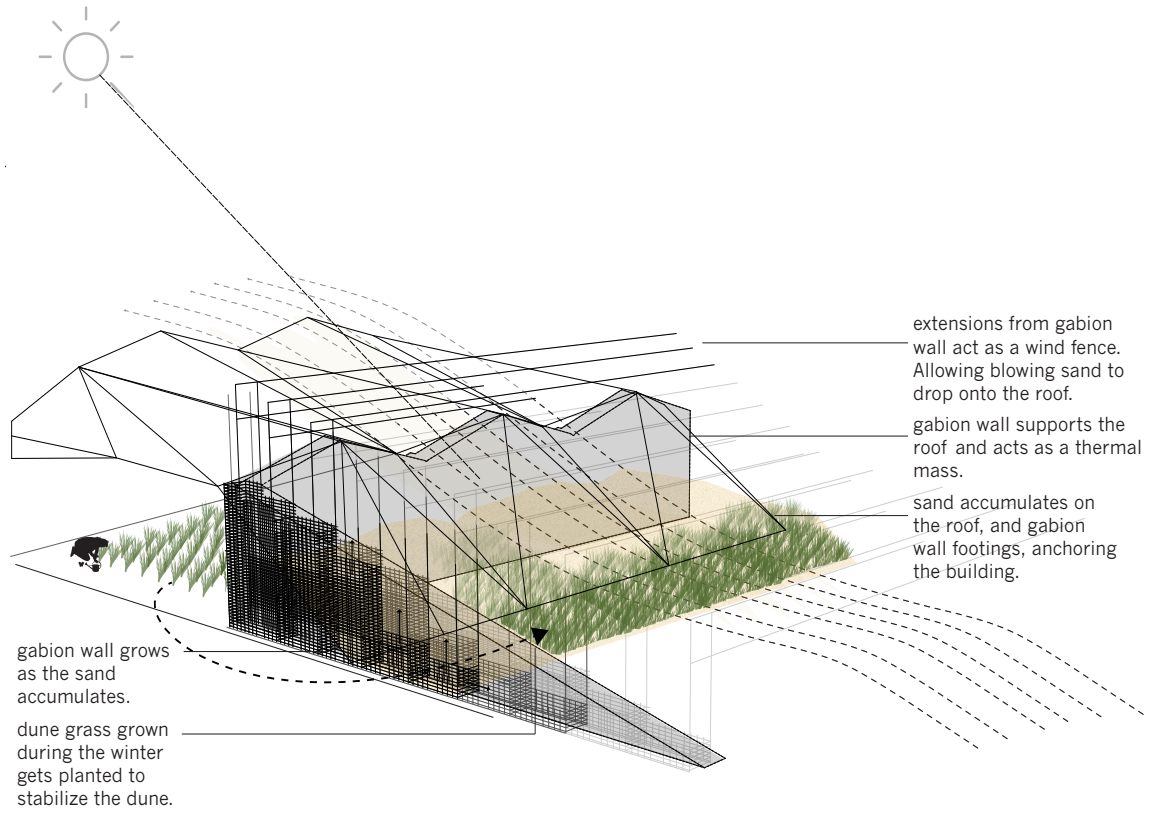 extensions from gabion
wall act as a wind fence.
Allowing blowing sand to
drop onto the roof.
gabion wall supports the
roof and acts as a thermal
mass.
sand accumulates on
the roof, and gabion
wall footings, anchoring
the building.
gabion wall grows
as the sand
accumulates.
dune grass grown
during the winter
gets planted to
stabilize the dune.